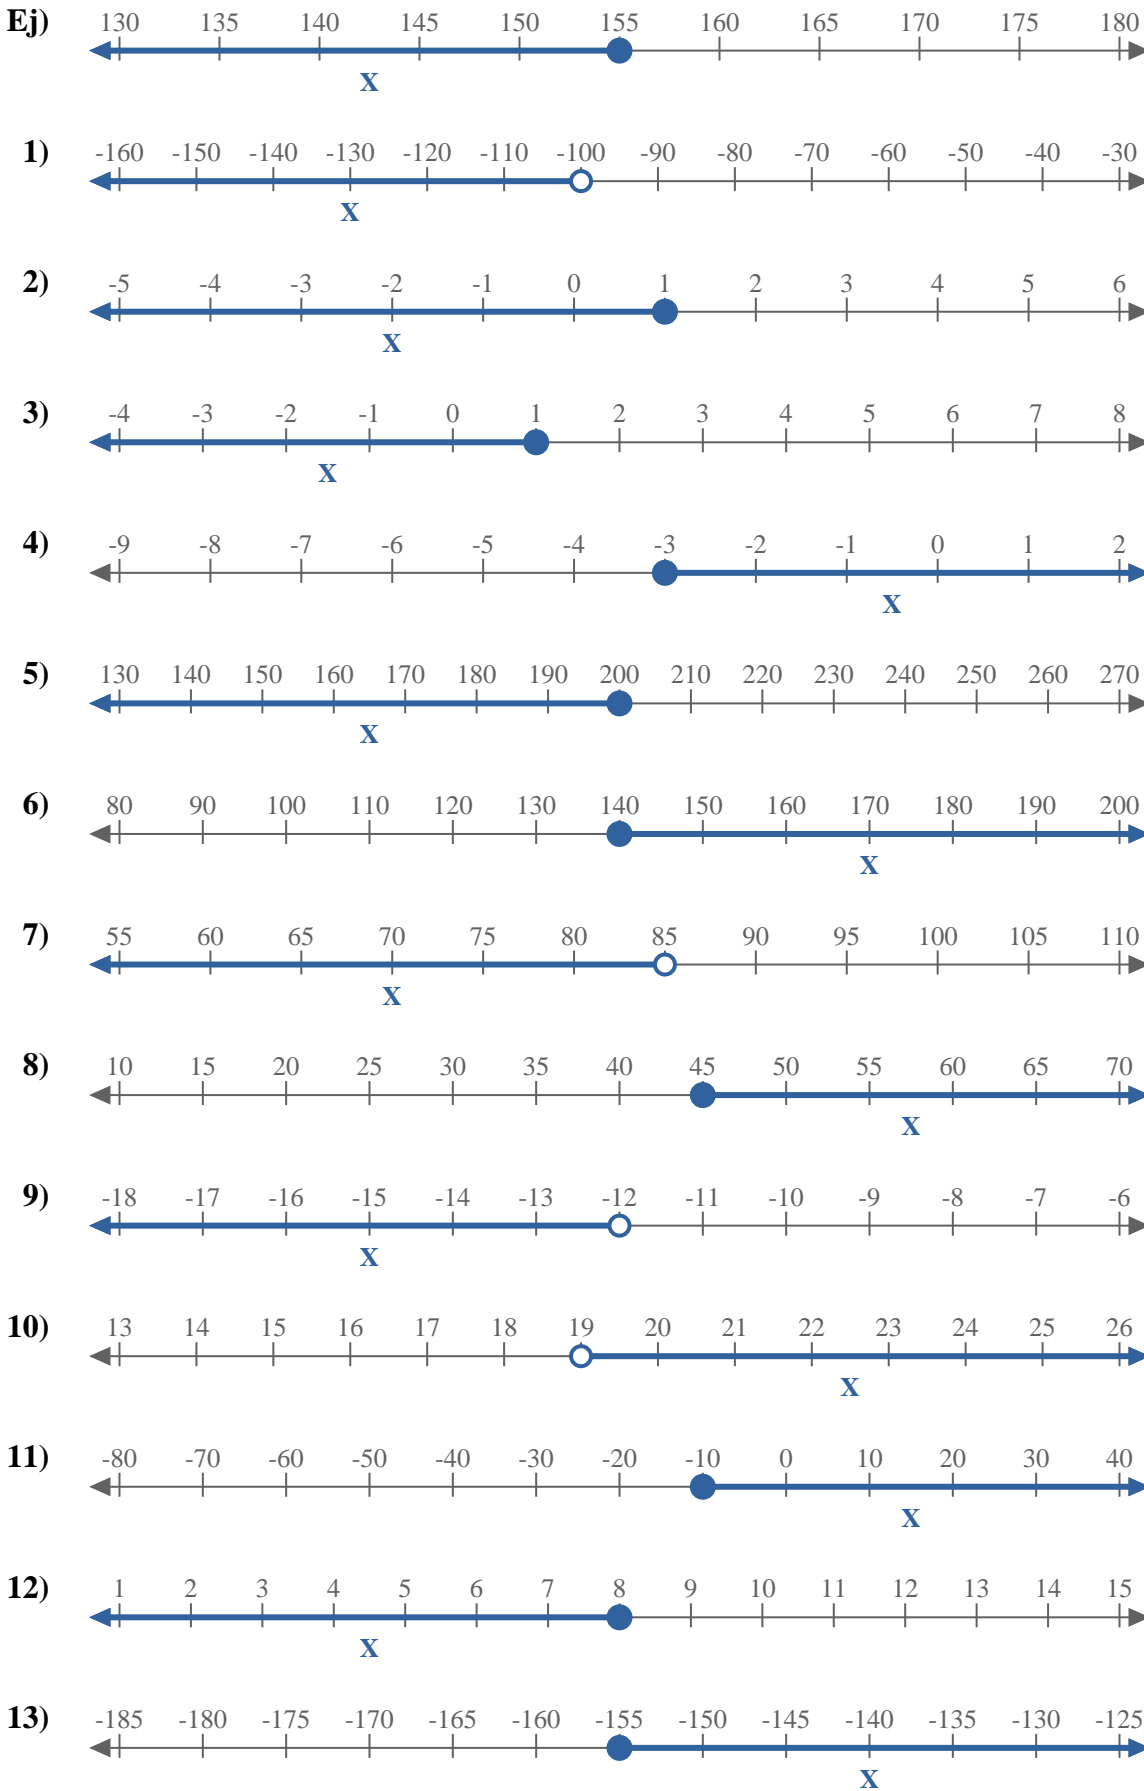 Ej) 130 135 140 145 150 155 160 165 170 175 180
X
1) -160 -150 -140 -130 -120 -110 -100 -90 -80 -70 -60 -50 -40 -30
X
2) -5 -4 -3 -2 -1 0 1 2 3 4 5 6
X
3) -4 -3 -2 -1 0 1 2 3 4 5 6 7 8
X
4) -9 -8 -7 -6 -5 -4 -3 -2 -1 0 1 2
X
5) 130 140 150 160 170 180 190 200 210 220 230 240 250 260 270
X
6) 80 90 100 110 120 130 140 150 160 170 180 190 200
X
7) 55 60 65 70 75 80 85 90 95 100 105 110
X
8) 10 15 20 25 30 35 40 45 50 55 60 65 70
X
9) -18 -17 -16 -15 -14 -13 -12 -11 -10 -9 -8 -7 -6
X
10) 13 14 15 16 17 18 19 20 21 22 23 24 25 26
X
11) -80 -70 -60 -50 -40 -30 -20 -10 0 10 20 30 40
X
12) 1 2 3 4 5 6 7 8 9 10 11 12 13 14 15
X
13) -185 -180 -175 -170 -165 -160 -155 -150 -145 -140 -135 -130 -125
X